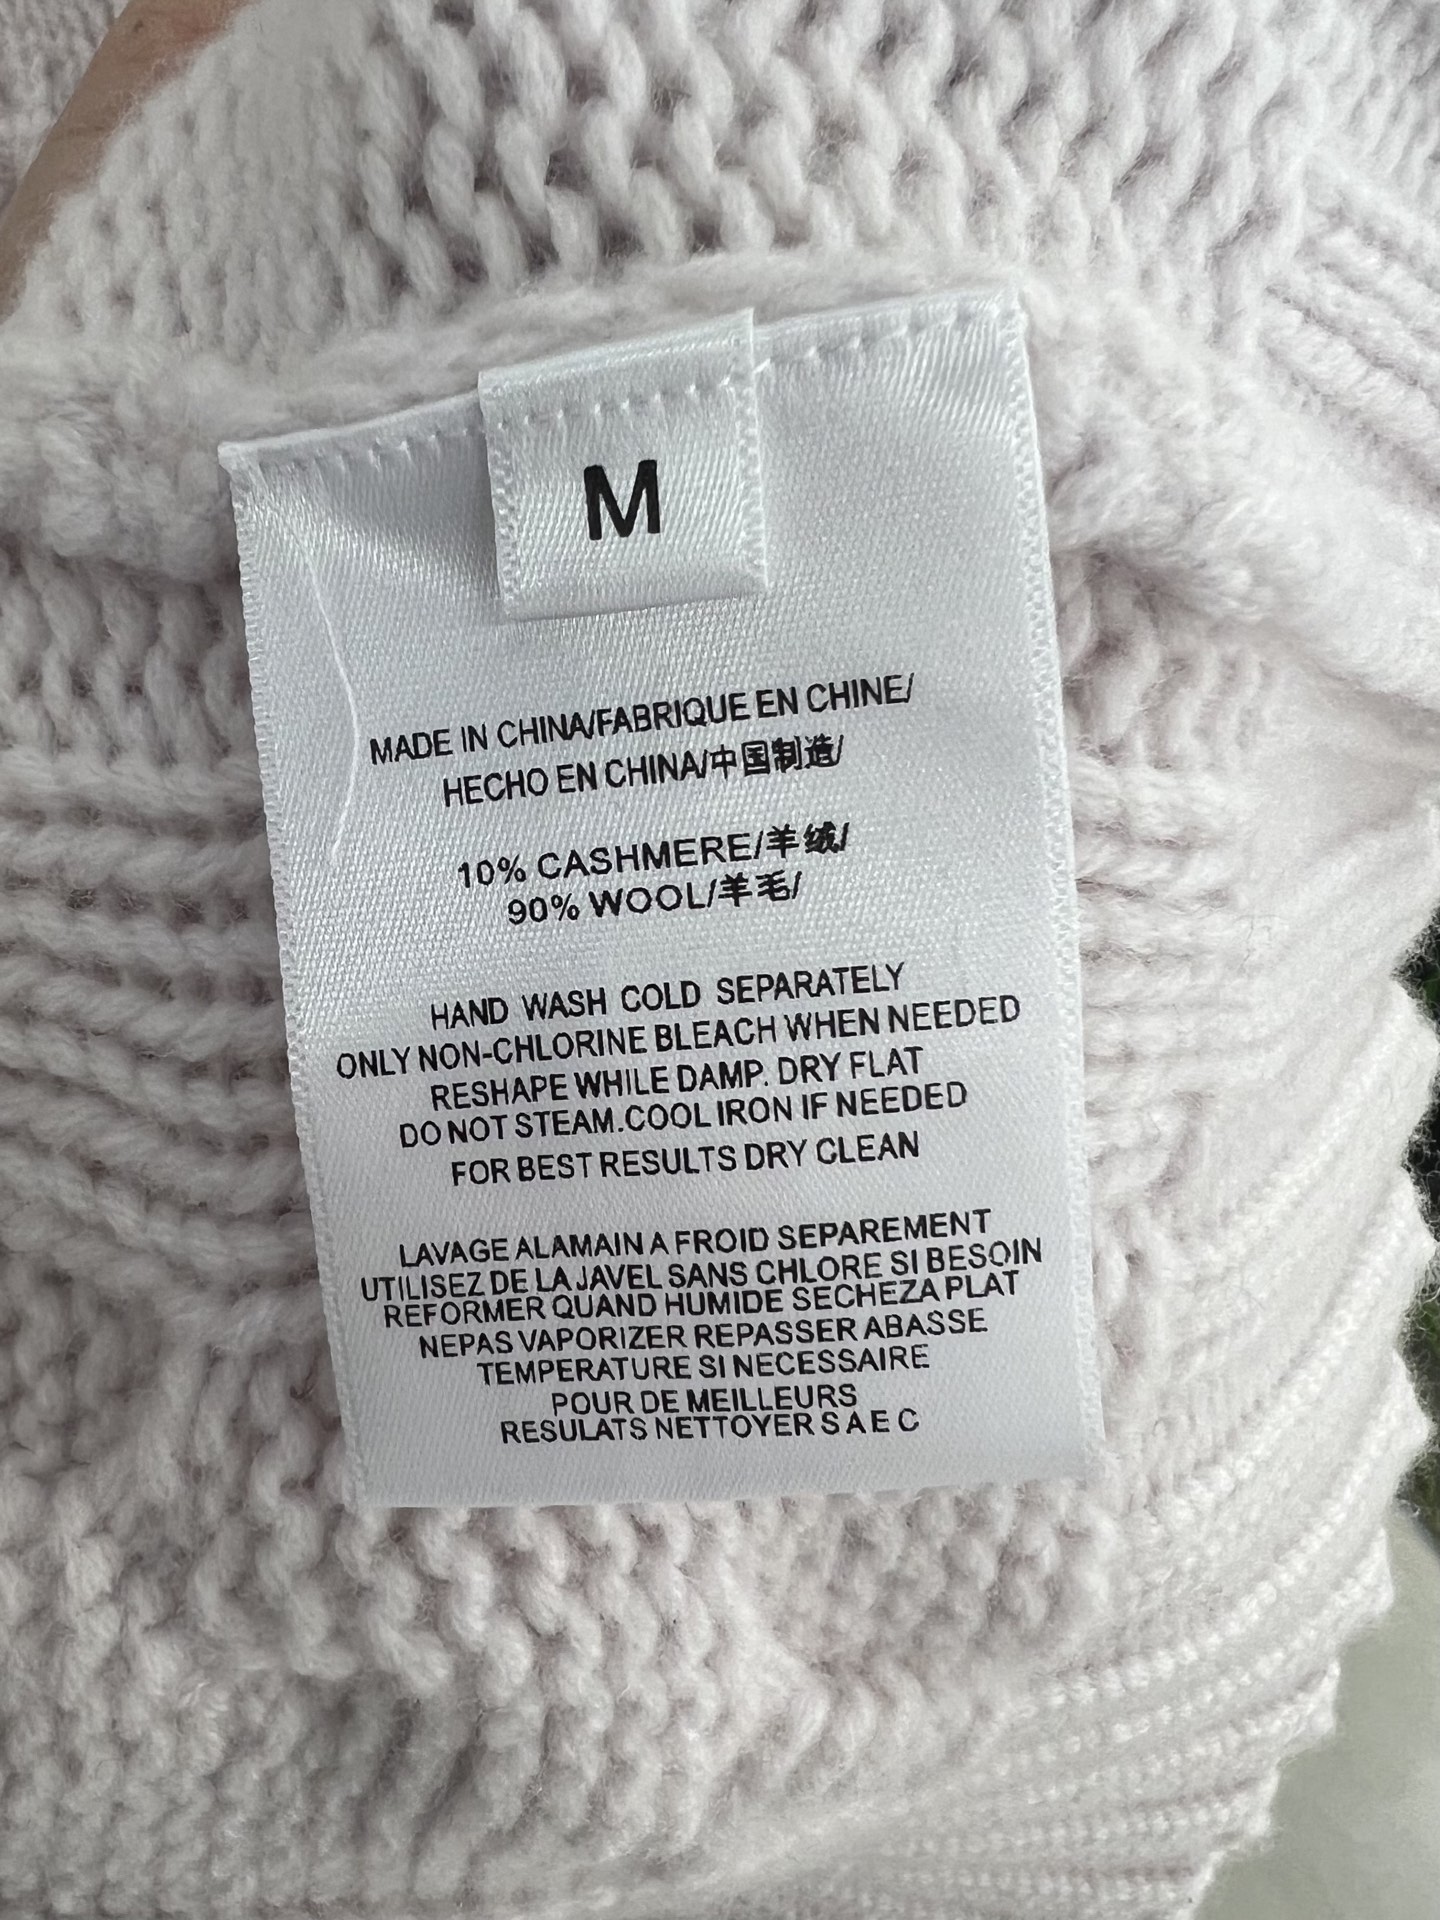 M
MADE IN CHINA/FABRIQUE EN CHINE/
HECHO EN CHINA/中国制造/
10% CASHMERE/羊绒/
90% WOOL/羊毛/
HAND WASH COLD SEPARATELY
ONLY NON-CHLORINE BLEACH WHEN NEEDED
RESHAPE WHILE DAMP. DRY FLAT
DO NOT STEAM.COOL IRON IF NEEDED
FOR BEST RESULTS DRY CLEAN
LAVAGE ALAMAIN A FROID SEPAREMENT
UTILISEZ DE LA JAVEL SANS CHLORE SI BESOIN
REFORMER QUAND HUMIDE SECHEZA PLAT
NEPAS VAPORIZER REPASSER ABASSE
TEMPERATURE SI NECESSAIRE
POUR DE MEILLEURS
RESULATS NETTOYER S A E C